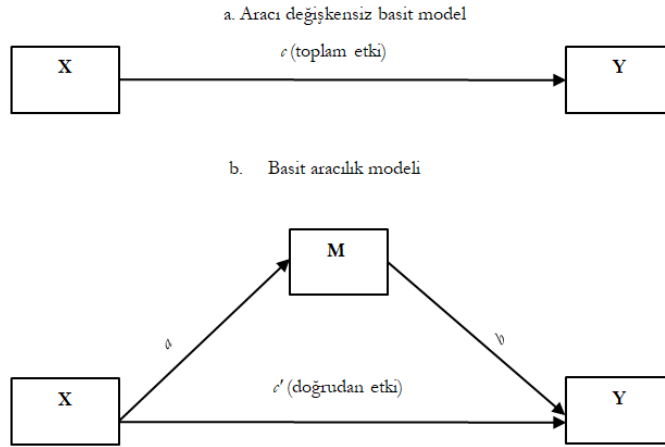 a. Aracı değişkensiz basit model
c (toplam etki)
X
Y
b. Basit aracılık modeli
M
a
b
c' (doğrudan etki)
X
Y